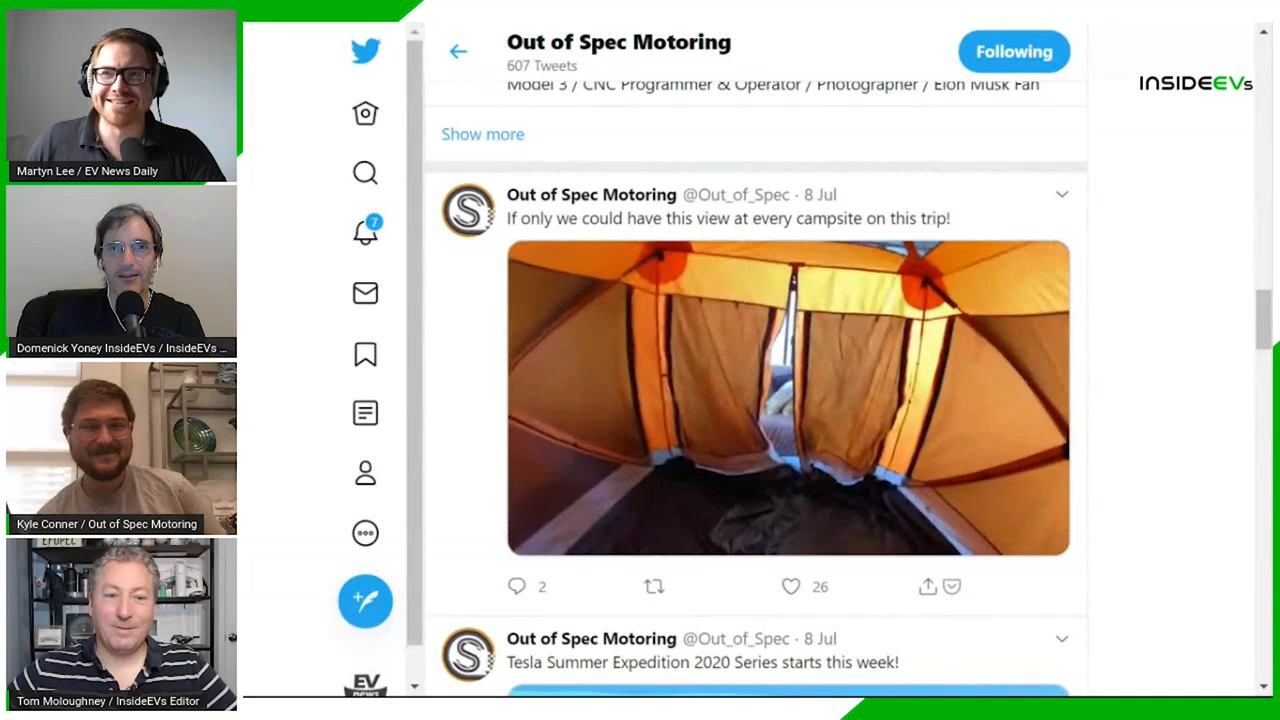 Martyn Lee / EV News Daily
Domenick Yoney InsideEVs / InsideEVs ...
Kyle Conner / Out of Spec Motoring
EFOPEC
Tom Moloughney / InsideEVs Editor
7
EV
news
Out of Spec Motoring
607 Tweets
Following
Model 3 / CNC Programmer & Operator / Photographer / Elon Musk Fan
Show more
Out of Spec Motoring @Out_of_Spec · 8 Jul
If only we could have this view at every campsite on this trip!
2
26
Out of Spec Motoring @Out_of_Spec · 8 Jul
Tesla Summer Expedition 2020 Series starts this week!
INSIDEEVs